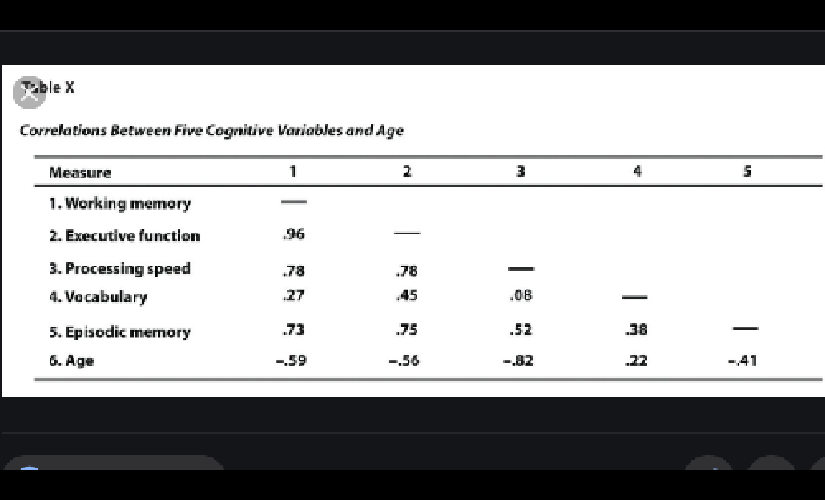 Table X
Correlations Between Five Cognitive Variables and Age
Measure 1 2 3 4 5
1. Working memory —
2. Executive function .96 —
3. Processing speed .78 .78 —
4. Vocabulary .27 .45 .08 —
5. Episodic memory .73 .75 .52 .38 —
6. Age –.59 –.56 –.82 .22 –.41